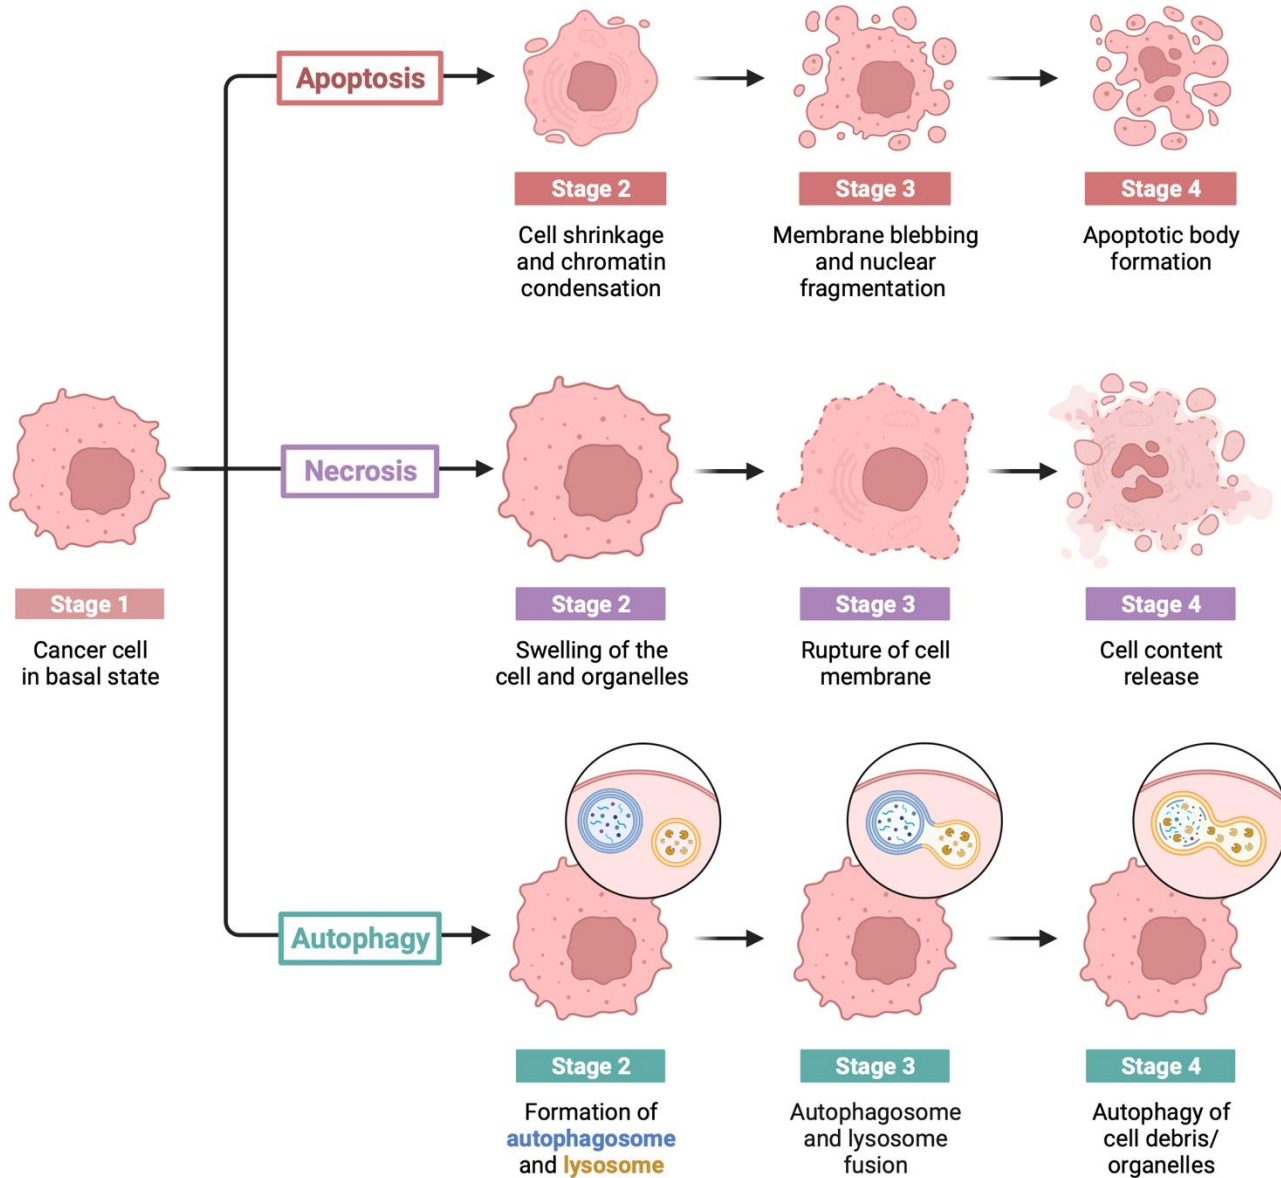 Apoptosis
Stage 2
Cell shrinkage
and chromatin
condensation
Stage 3
Membrane blebbing
and nuclear
fragmentation
Stage 4
Apoptotic body
formation
Stage 1
Cancer cell
in basal state
Necrosis
Stage 2
Swelling of the
cell and organelles
Stage 3
Rupture of cell
membrane
Stage 4
Cell content
release
Autophagy
Stage 2
Formation of
autophagosome
and lysosome
Stage 3
Autophagosome
and lysosome
fusion
Stage 4
Autophagy of
cell debris/
organelles